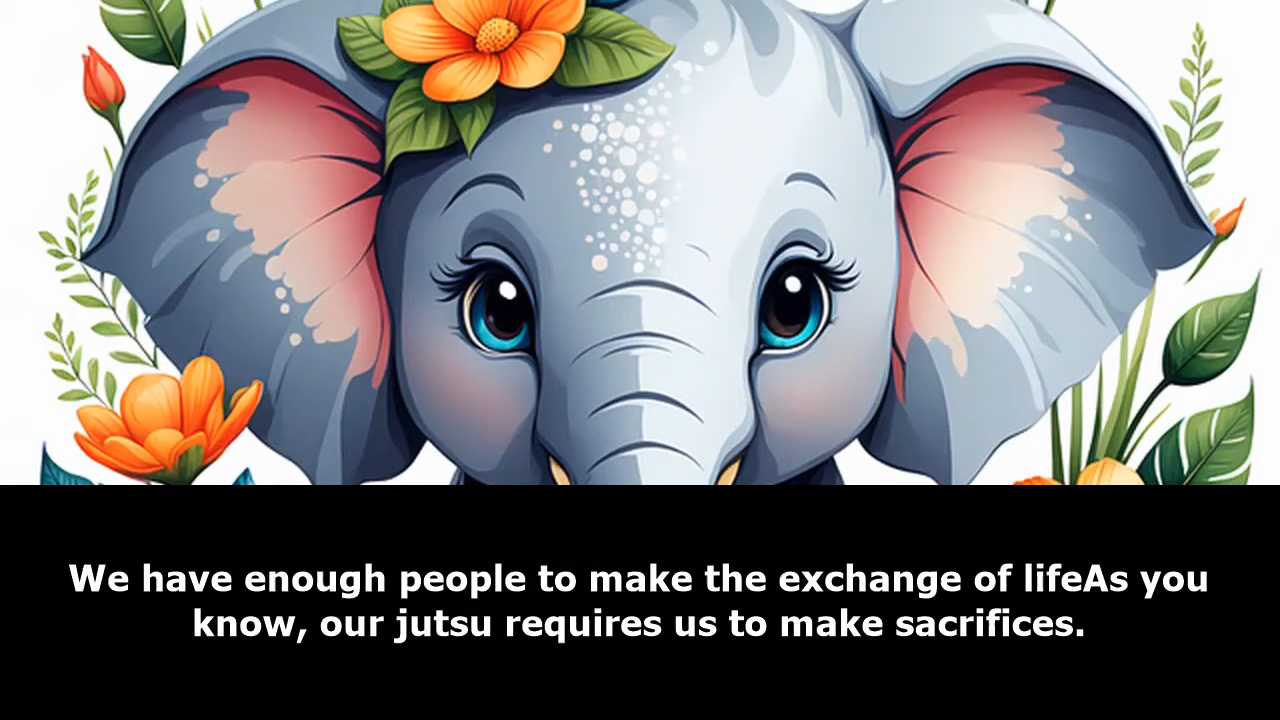 We have enough people to make the exchange of lifeAs you
know, our jutsu requires us to make sacrifices.